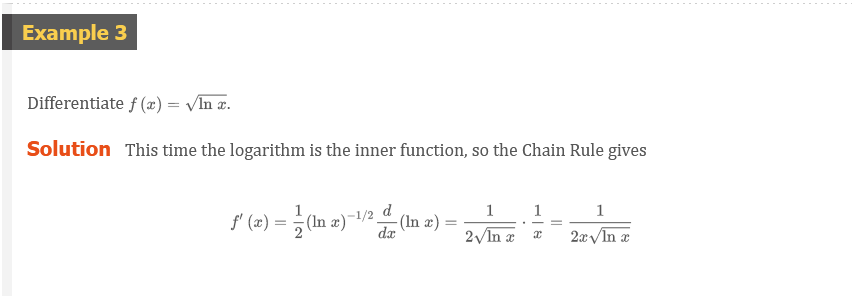 Example 3
Differentiate f (x) = √ln x.
Solution This time the logarithm is the inner function, so the Chain Rule gives
f′ (x) = 1/2 (ln x)^−1/2 d/dx (ln x) = 1/(2√ln x) · 1/x = 1/(2x√ln x)